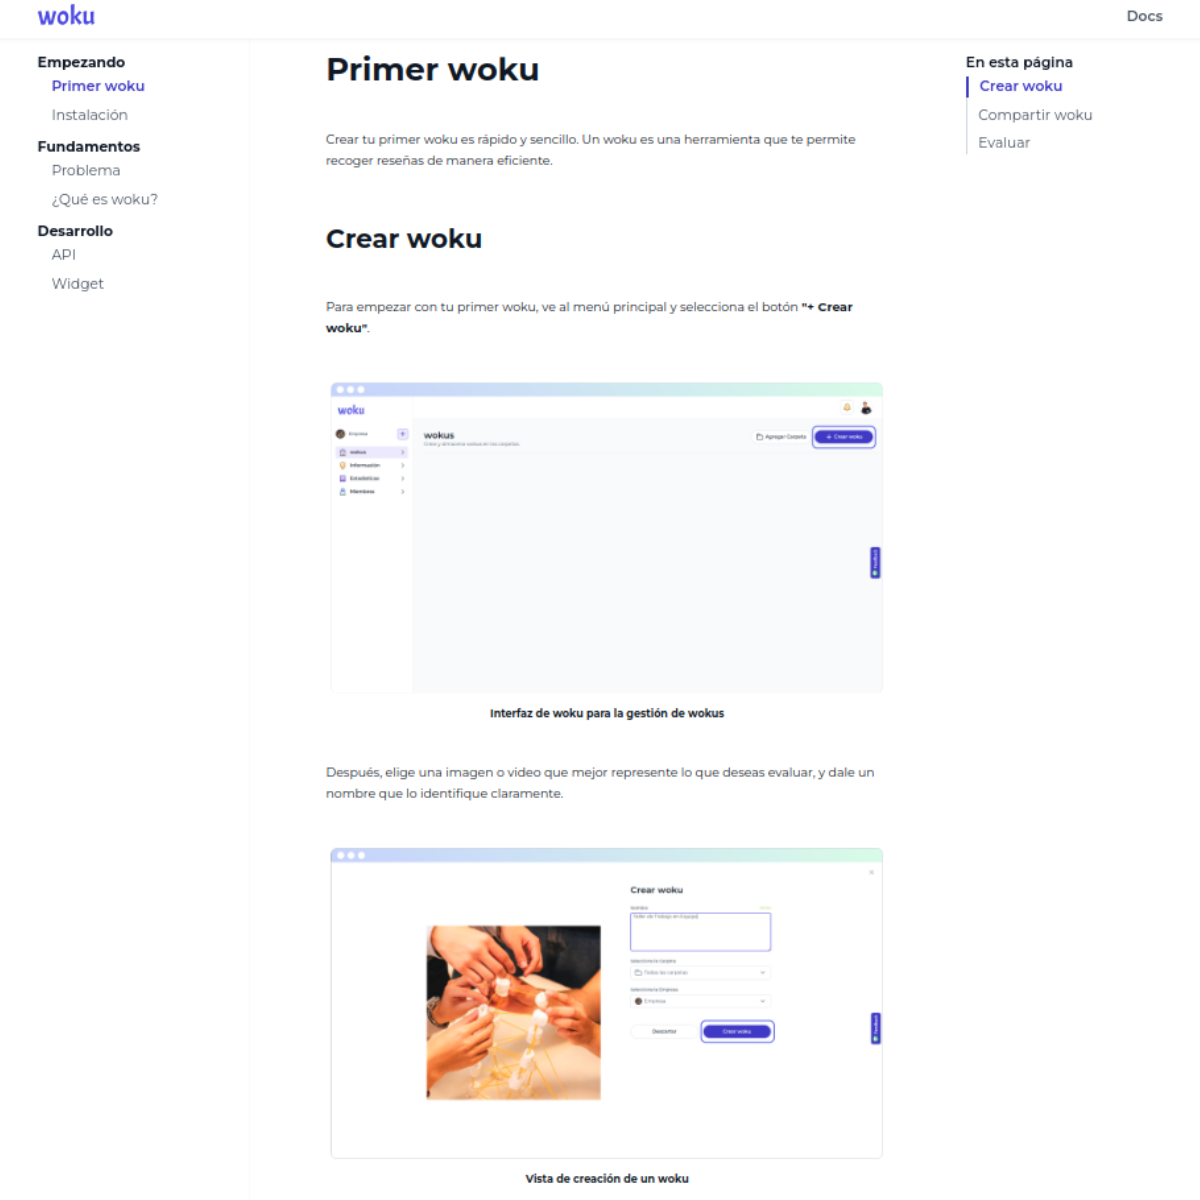 woku
Docs
Empezando
Primer woku
Instalación
Fundamentos
Problema
¿Qué es woku?
Desarrollo
API
Widget
Primer woku
Crear tu primer woku es rápido y sencillo. Un woku es una herramienta que te permite
recoger reseñas de manera eficiente.
Crear woku
Para empezar con tu primer woku, ve al menú principal y selecciona el botón "+ Crear
woku".
woku
Empresa
+
wokus
Información
Estadísticas
Miembros
wokus
Crea y almacena wokus en las carpetas.
Agregar Carpeta
+ Crear woku
Feedback
Interfaz de woku para la gestión de wokus
Después, elige una imagen o video que mejor represente lo que deseas evaluar, y dale un
nombre que lo identifique claramente.
Crear woku
Nombre
Taller de Trabajo en Equipo
Selecciona la Carpeta
Todas las carpetas
Selecciona la Empresa
Empresa
Descartar
Crear woku
Feedback
Vista de creación de un woku
En esta página
Crear woku
Compartir woku
Evaluar